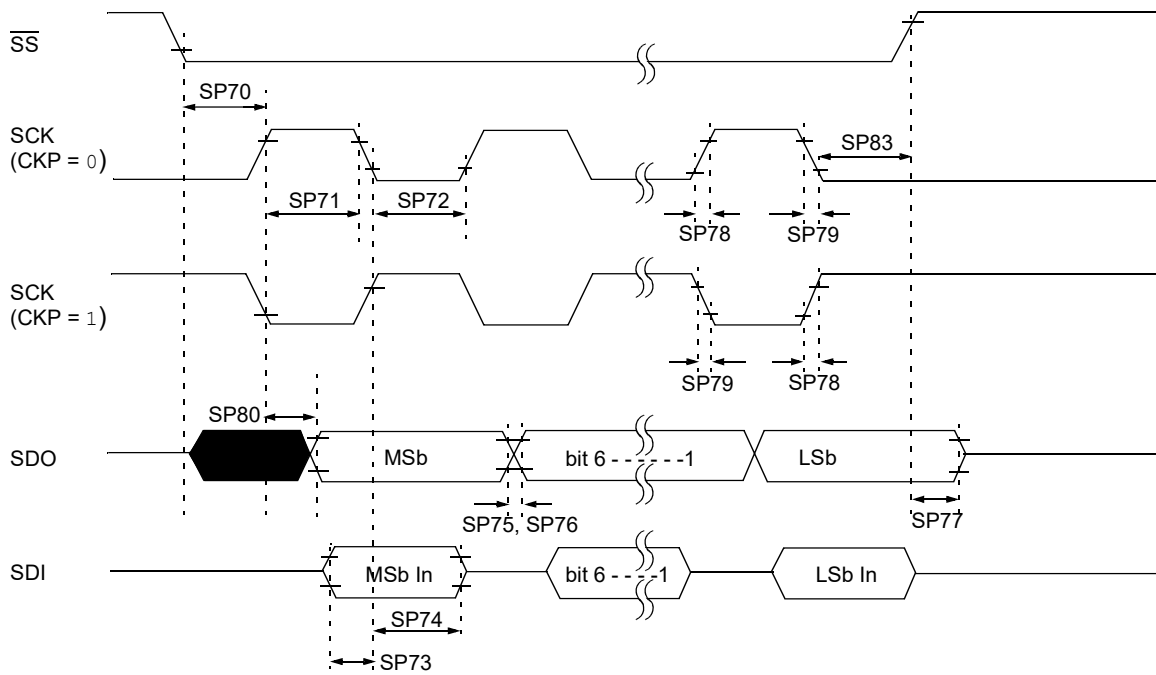 SS
SP70
SCK
(CKP = 0)
SP83
SP71
SP72
SP78
SP79
SCK
(CKP = 1)
SP79
SP78
SP80
SDO
MSb
bit 6 - - - - - -1
LSb
SP75, SP76
SP77
SDI
MSb In
bit 6 - - - - -1
LSb In
SP74
SP73